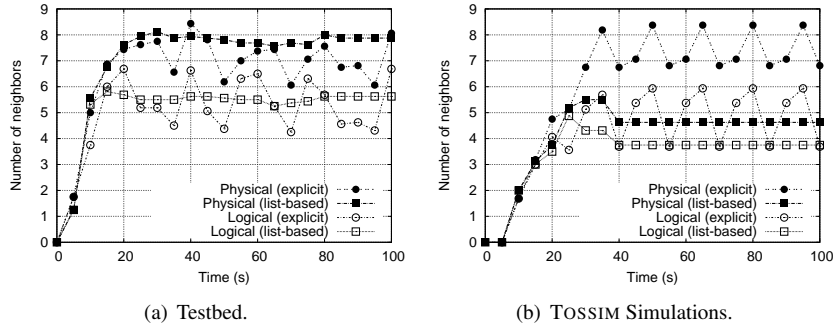 9
8
7
6
5
4
3
2
1
0
Number of neighbors
Physical (explicit)
Physical (list-based)
Logical (explicit)
Logical (list-based)
0 20 40 60 80 100
Time (s)
(a) Testbed.
9
8
7
6
5
4
3
2
1
0
Number of neighbors
Physical (explicit)
Physical (list-based)
Logical (explicit)
Logical (list-based)
0 20 40 60 80 100
Time (s)
(b) TOSSIM Simulations.